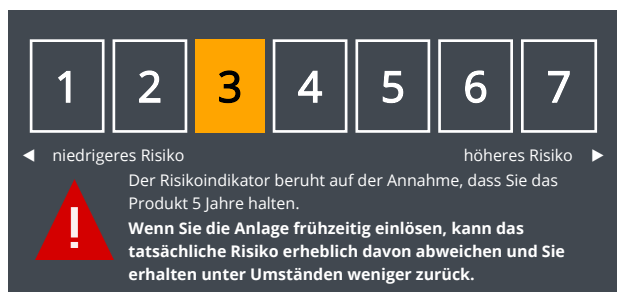 1 2 3 4 5 6 7
◀ niedrigeres Risiko höheres Risiko ▶
Der Risikoindikator beruht auf der Annahme, dass Sie das
Produkt 5 Jahre halten.
!
Wenn Sie die Anlage frühzeitig einlösen, kann das
tatsächliche Risiko erheblich davon abweichen und Sie
erhalten unter Umständen weniger zurück.